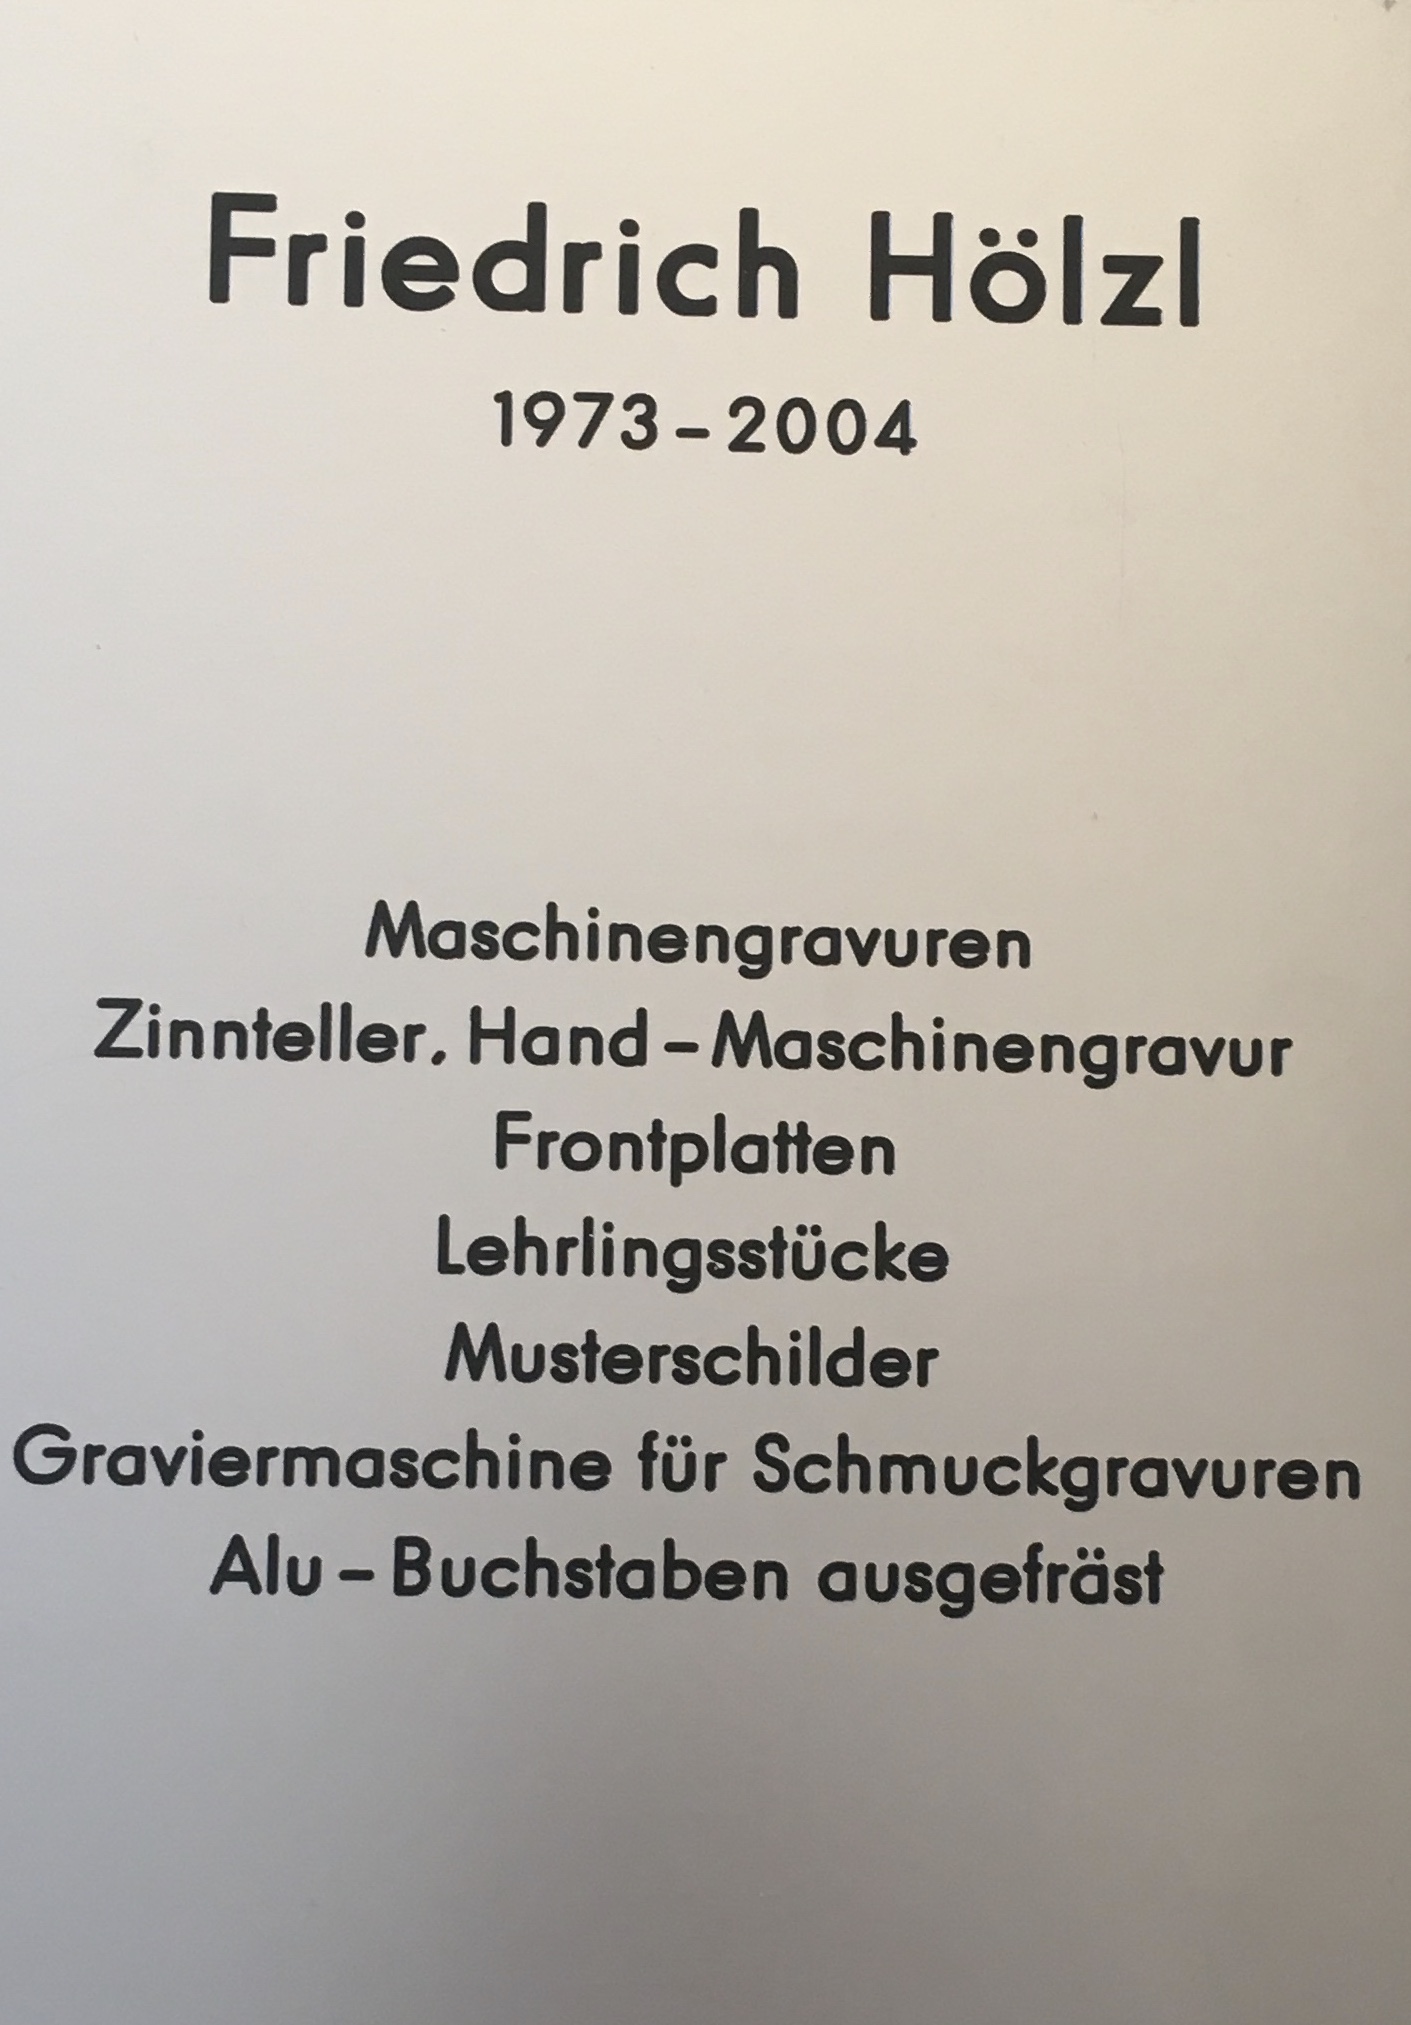 Friedrich Hölzl
1973-2004
Maschinengravuren
Zinnteller. Hand-Maschinengravur
Frontplatten
Lehrlingsstücke
Musterschilder
Graviermaschine für Schmuckgravuren
Alu-Buchstaben ausgefräst